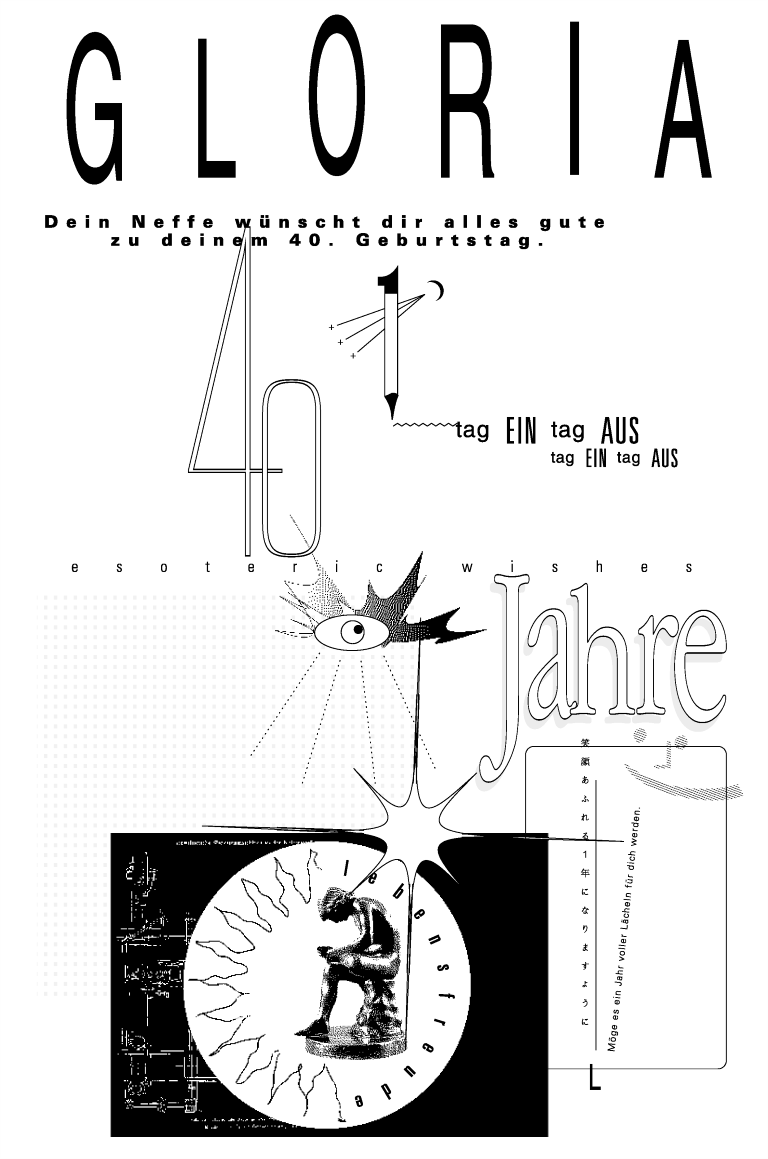 GLORIA
Dein Neffe wünscht dir alles gute
zu deinem 40. Geburtstag.
40
1
tag EIN tag AUS
tag EIN tag AUS
esoteric wishes
Jahre
笑顔あふれる1年になりますように
Möge es ein Jahr voller Lächeln für dich werden.
lebensfreude
L